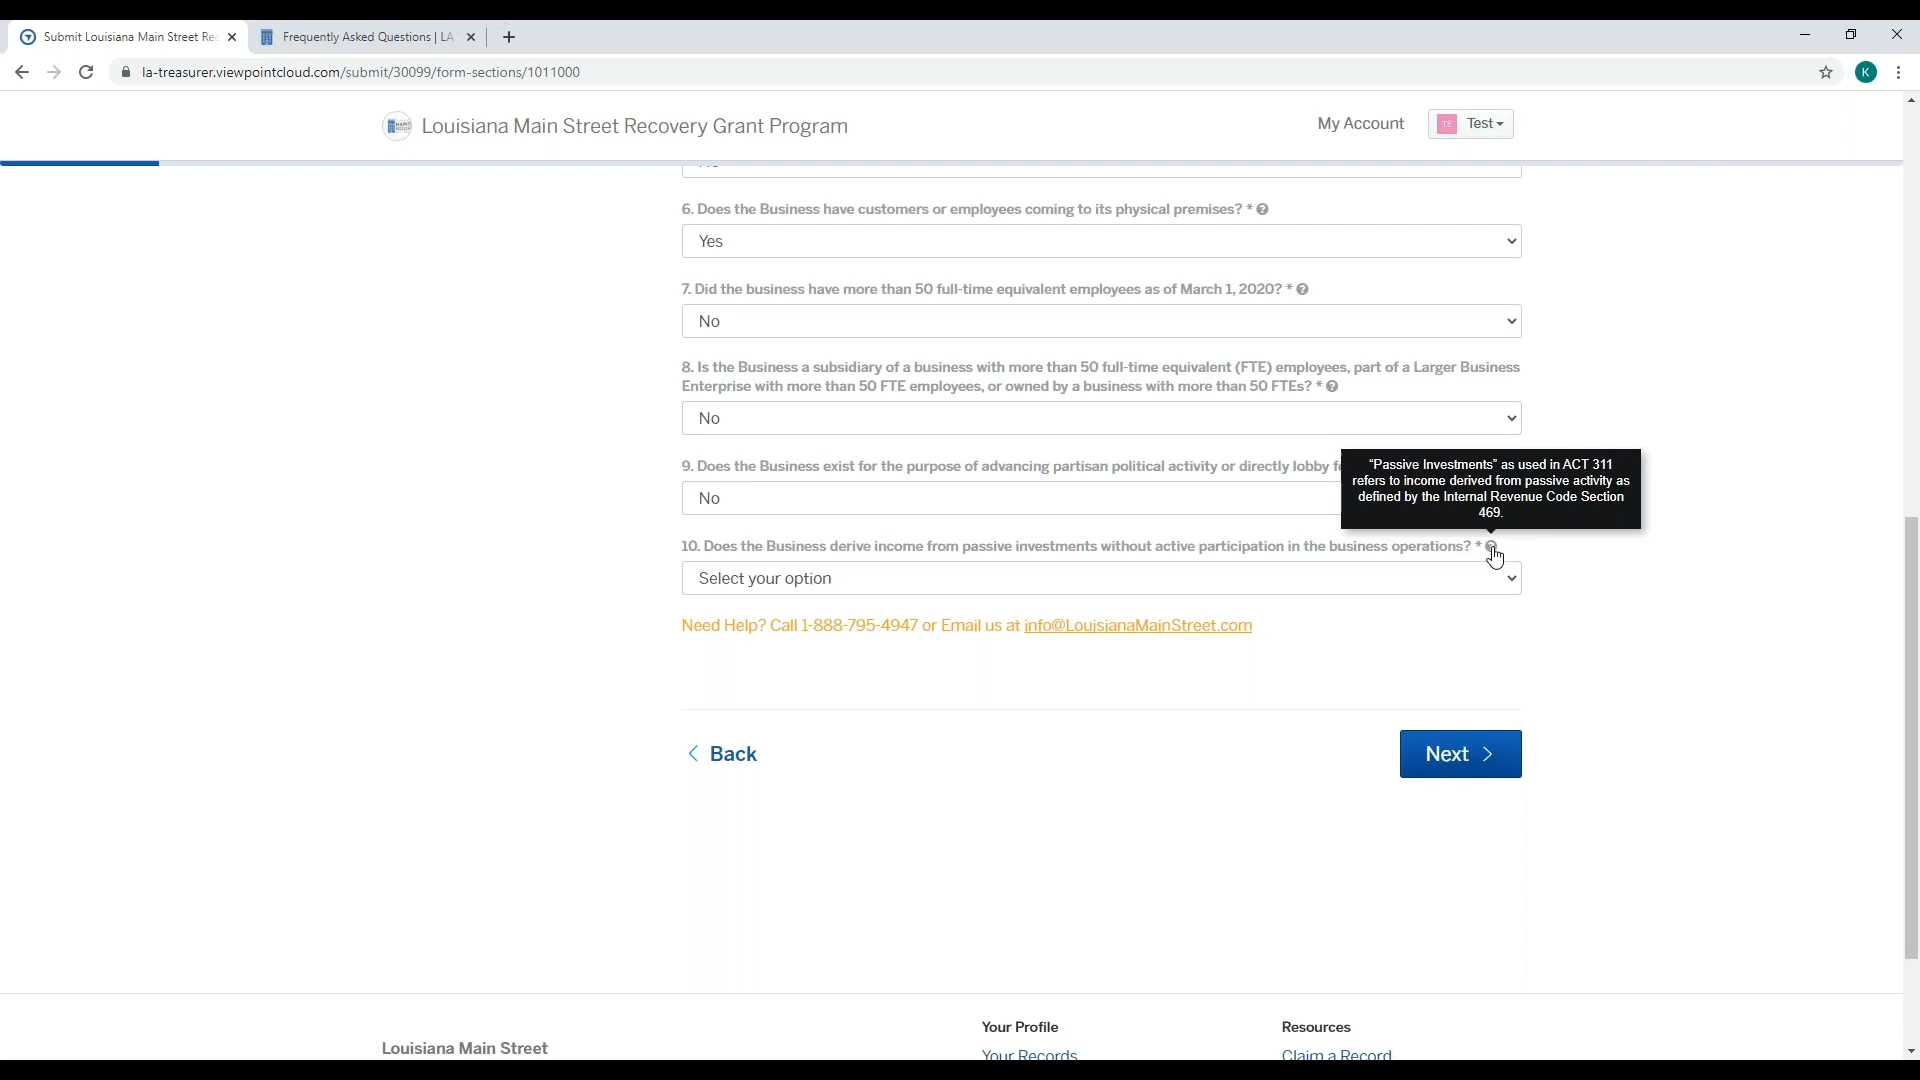 Submit Louisiana Main Street Rec
Frequently Asked Questions | LA
la-treasurer.viewpointcloud.com/submit/30099/form-sections/1011000
K
Louisiana Main Street Recovery Grant Program
My Account
TE
Test
6. Does the Business have customers or employees coming to its physical premises? *
Yes
7. Did the business have more than 50 full-time equivalent employees as of March 1, 2020? *
No
8. Is the Business a subsidiary of a business with more than 50 full-time equivalent (FTE) employees, part of a Larger Business
Enterprise with more than 50 FTE employees, or owned by a business with more than 50 FTEs? *
No
9. Does the Business exist for the purpose of advancing partisan political activity or directly lobby
No
"Passive Investments" as used in ACT 311
refers to income derived from passive activity as
defined by the Internal Revenue Code Section
469.
10. Does the Business derive income from passive investments without active participation in the business operations? *
Select your option
Need Help? Call 1-888-795-4947 or Email us at info@LouisianaMainStreet.com
Back
Next
Louisiana Main Street
Your Profile
Your Records
Resources
Claim a Record